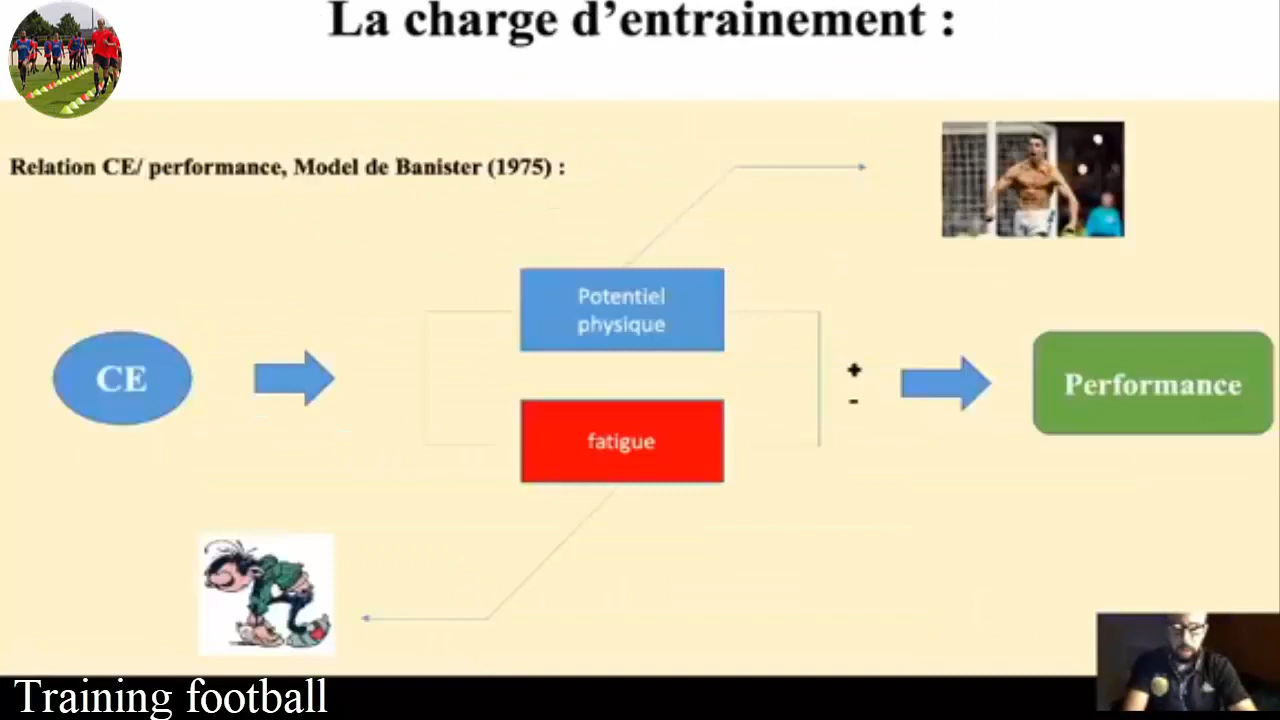 La charge d’entrainement :
Relation CE/ performance, Model de Banister (1975) :
Potentiel
physique
CE
+
-
Performance
fatigue
Training football